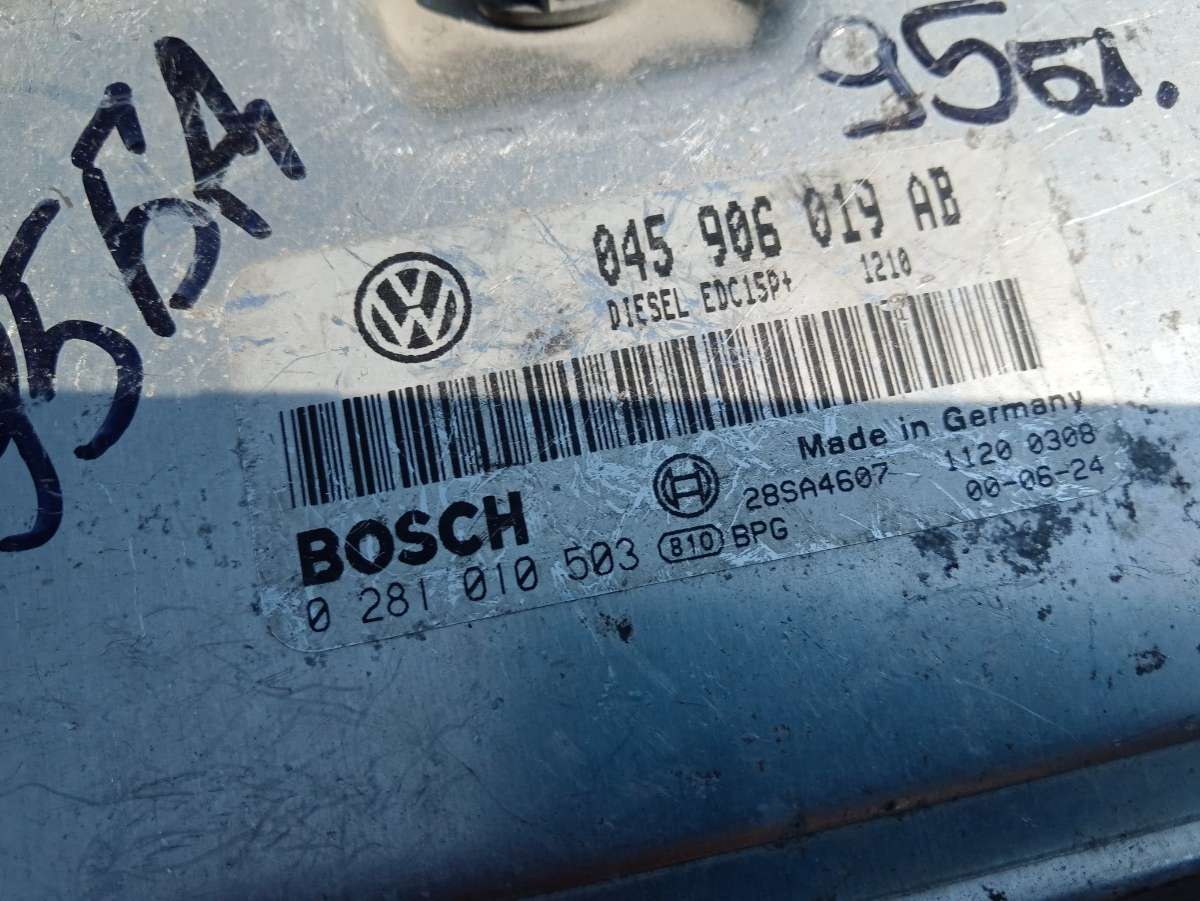 95бы.
045 906 019 AB
DIESEL EDC15P+ 1210
Made in Germany
BOSCH
28SA4607
1120 0308
0 281 010 503
810
BPG
00-06-24